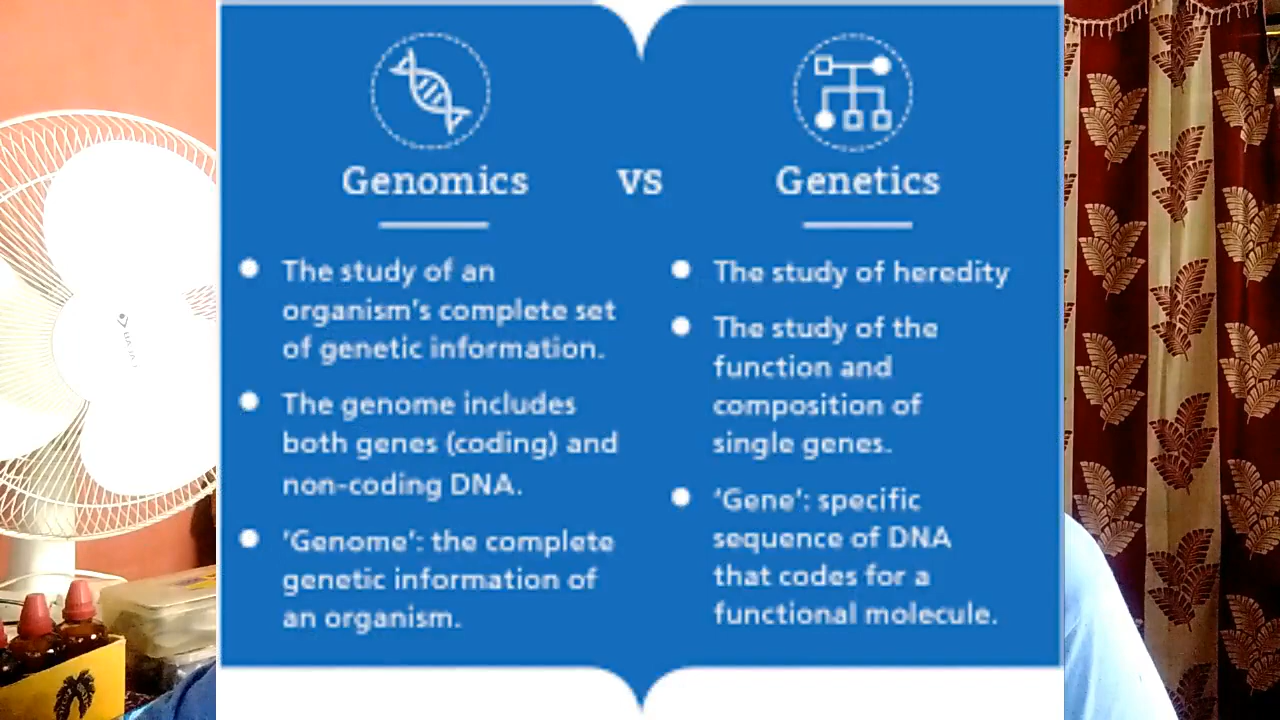 Genomics
vs
Genetics
The study of an
organism's complete set
of genetic information.
The genome includes
both genes (coding) and
non-coding DNA.
'Genome': the complete
genetic information of
an organism.
The study of heredity
The study of the
function and
composition of
single genes.
'Gene': specific
sequence of DNA
that codes for a
functional molecule.